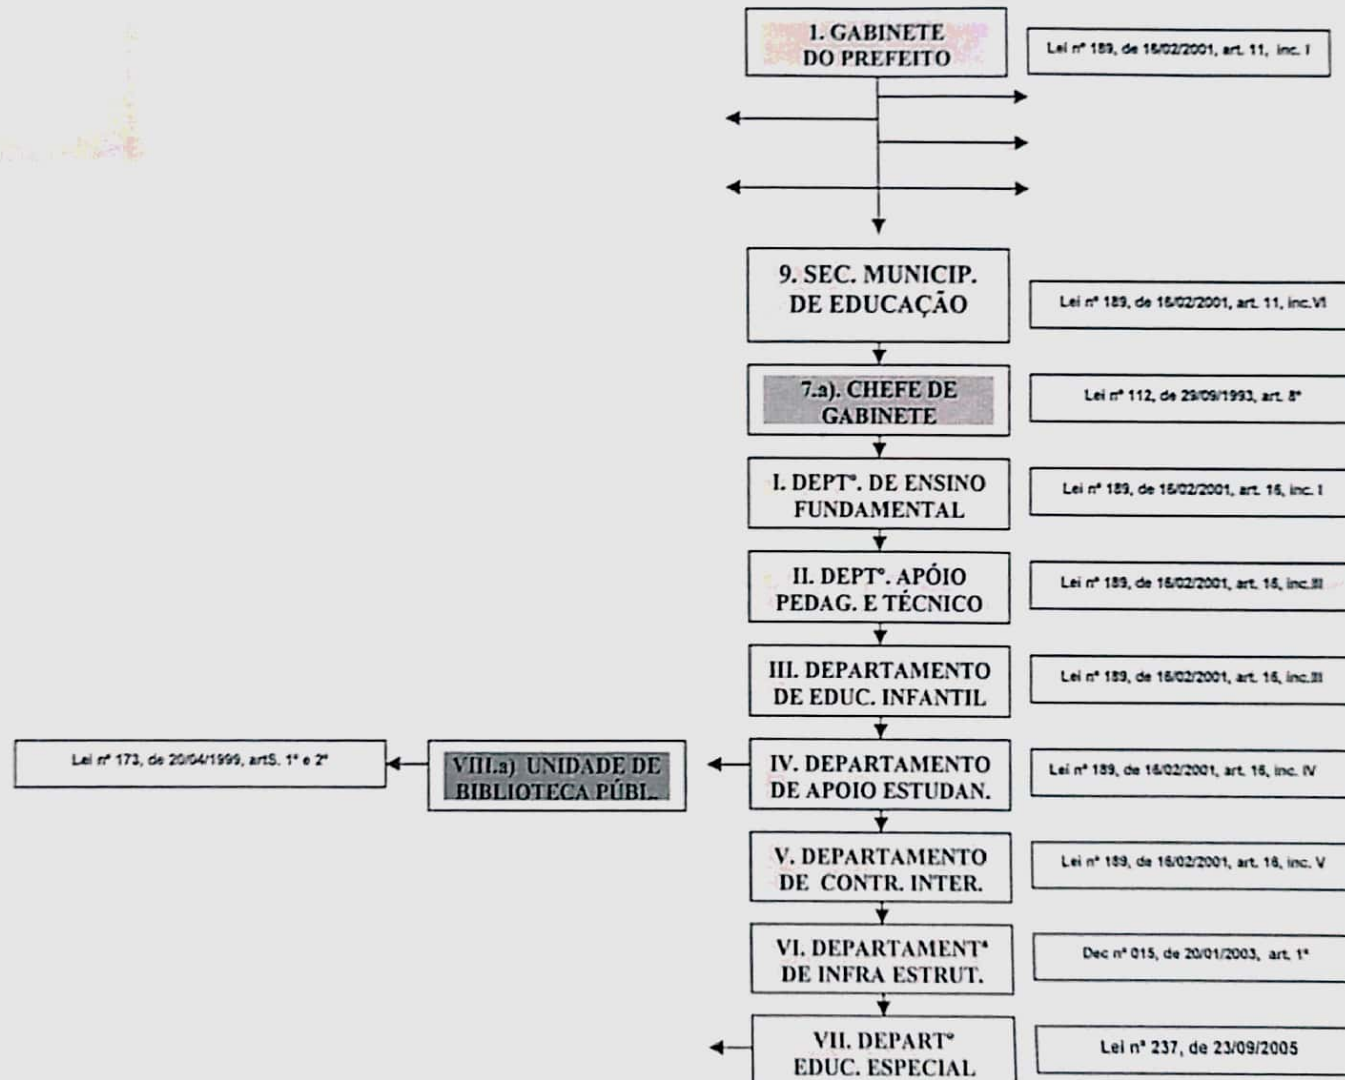 1. GABINETE
DO PREFEITO
Lei nº 189, de 16/02/2001, art. 11, inc. I
9. SEC. MUNICIP.
DE EDUCAÇÃO
Lei nº 189, de 16/02/2001, art. 11, inc.VI
7.a). CHEFE DE
GABINETE
Lei nº 112, de 29/09/1993, art. 8º
I. DEPTº. DE ENSINO
FUNDAMENTAL
Lei nº 189, de 16/02/2001, art. 16, inc. I
II. DEPTº. APÓIO
PEDAG. E TÉCNICO
Lei nº 189, de 16/02/2001, art. 16, inc.III
III. DEPARTAMENTO
DE EDUC. INFANTIL
Lei nº 189, de 16/02/2001, art. 16, inc.III
Lei nº 173, de 20/04/1999, artS. 1º e 2º
VIII.a) UNIDADE DE
BIBLIOTECA PÚBL.
IV. DEPARTAMENTO
DE APOIO ESTUDAN.
Lei nº 189, de 16/02/2001, art. 16, inc. IV
V. DEPARTAMENTO
DE CONTR. INTER.
Lei nº 189, de 16/02/2001, art. 16, inc. V
VI. DEPARTAMENTª
DE INFRA ESTRUT.
Dec nº 015, de 20/01/2003, art. 1º
VII. DEPARTº
EDUC. ESPECIAL
Lei nº 237, de 23/09/2005